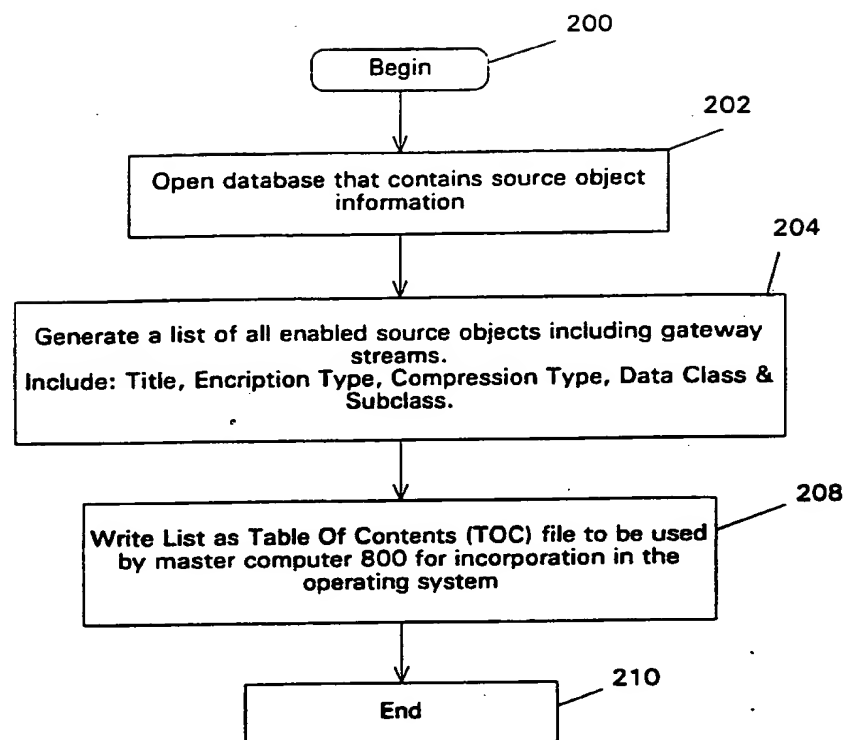 200
Begin
202
Open database that contains source object
information
204
Generate a list of all enabled source objects including gateway
streams.
Include: Title, Encription Type, Compression Type, Data Class &
Subclass.
208
Write List as Table Of Contents (TOC) file to be used
by master computer 800 for incorporation in the
operating system
210
End